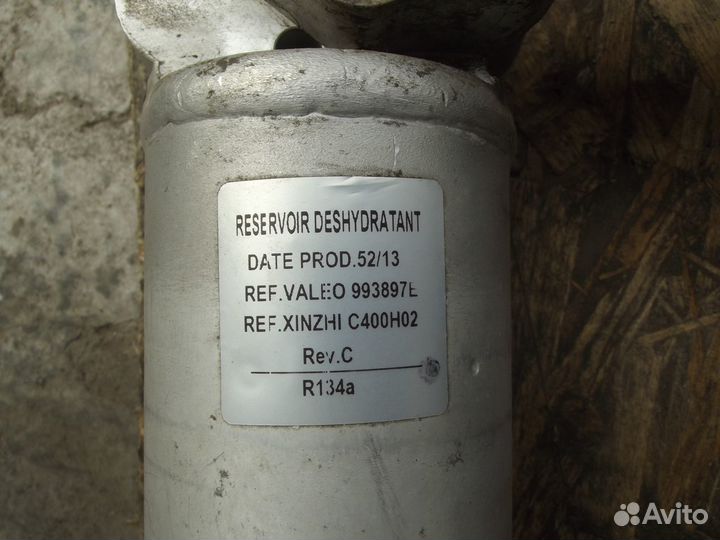 RESERVOIR DESHYDRATANT
DATE PROD.52/13
REF.VALEO 993897E
REF.XINZHI C400H02
Rev.C
R134a
Avito